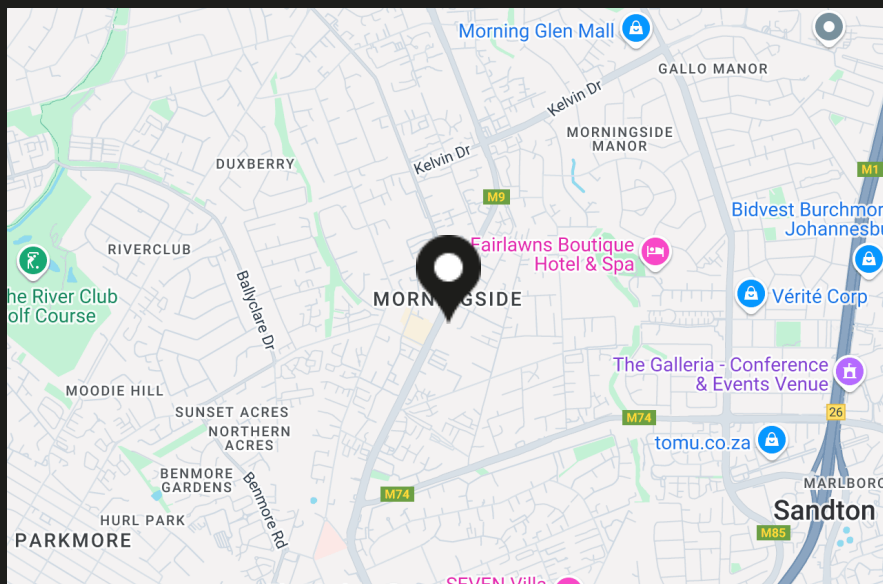 Morning Glen Mall
GALLO MANOR
Kelvin Dr
MORNINGSIDE
MANOR
Kelvin Dr
DUXBERRY
M1
M9
Bidvest Burchmor
Johannesbu
RIVERCLUB
Fairlawns Boutique
Hotel & Spa
he River Club
olf Course
Ballyclare Dr
MORNINGSIDE
Vérité Corp
The Galleria - Conference
& Events Venue
MOODIE HILL
SUNSET ACRES
NORTHERN
ACRES
M74
26
tomu.co.za
BENMORE
GARDENS
Benmore Rd
M74
MARLBORO
Sandton
HURL PARK
PARKMORE
M85
SEVEN Villa